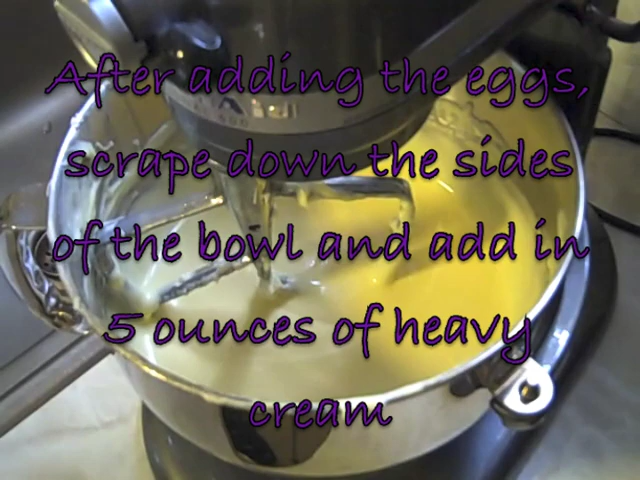 After adding the eggs,
scrape down the sides
of the bowl and add in
5 ounces of heavy
cream